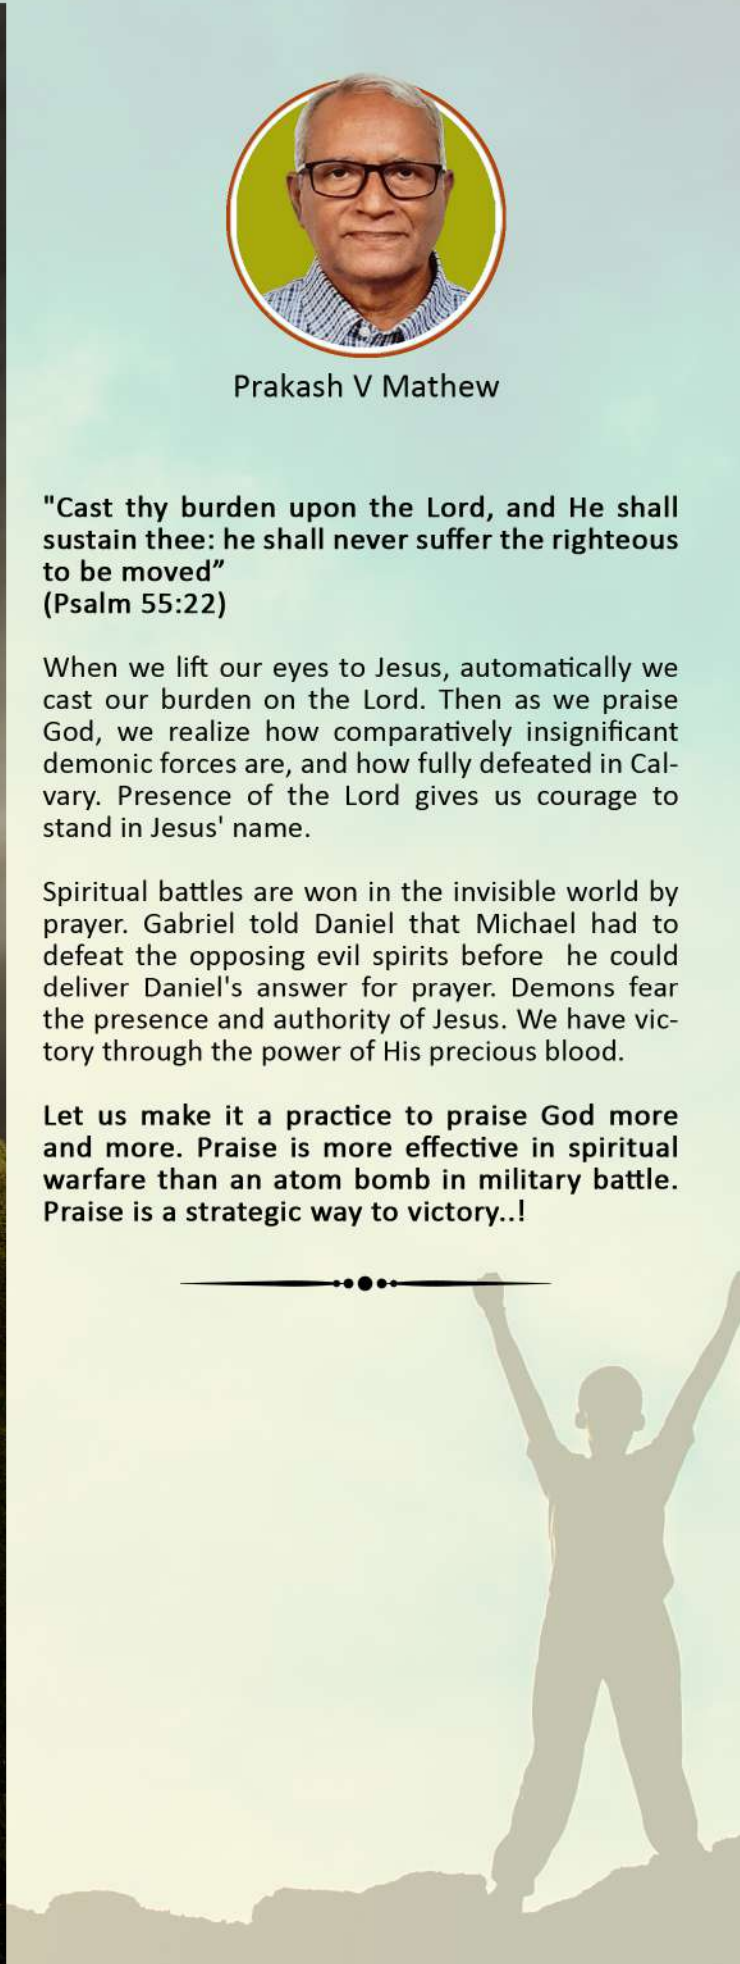 Prakash V Mathew
"Cast thy burden upon the Lord, and He shall
sustain thee: he shall never suffer the righteous
to be moved”
(Psalm 55:22)
When we lift our eyes to Jesus, automatically we
cast our burden on the Lord. Then as we praise
God, we realize how comparatively insignificant
demonic forces are, and how fully defeated in Cal-
vary. Presence of the Lord gives us courage to
stand in Jesus' name.
Spiritual battles are won in the invisible world by
prayer. Gabriel told Daniel that Michael had to
defeat the opposing evil spirits before he could
deliver Daniel's answer for prayer. Demons fear
the presence and authority of Jesus. We have vic-
tory through the power of His precious blood.
Let us make it a practice to praise God more
and more. Praise is more effective in spiritual
warfare than an atom bomb in military battle.
Praise is a strategic way to victory..!